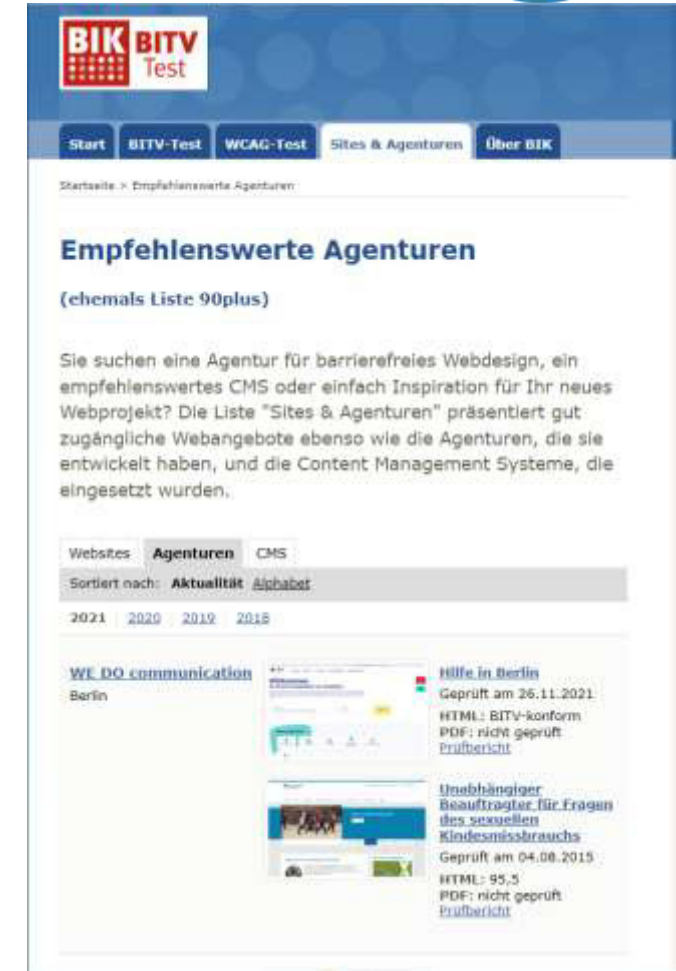 BIK BITV
Test
Start BITV-Test WCAG-Test Sites & Agenturen Über BIK
Startseite > Empfehlenswerte Agenturen
Empfehlenswerte Agenturen
(ehemals Liste 90plus)
Sie suchen eine Agentur für barrierefreies Webdesign, ein
empfehlenswertes CMS oder einfach Inspiration für Ihr neues
Webprojekt? Die Liste "Sites & Agenturen" präsentiert gut
zugängliche Webangebote ebenso wie die Agenturen, die sie
entwickelt haben, und die Content Management Systeme, die
eingesetzt wurden.
Websites Agenturen CMS
Sortiert nach: Aktualität Alphabet
2021 2020 2019 2018
WE DO communication
Berlin
Hilfe in Berlin
Geprüft am 26.11.2021
HTML: BITV-konform
PDF: nicht geprüft
Prüfbericht
Unabhängiger
Beauftragter für Fragen
des sexuellen
Kindesmissbrauchs
Geprüft am 04.08.2015
HTML: 95,5
PDF: nicht geprüft
Prüfbericht